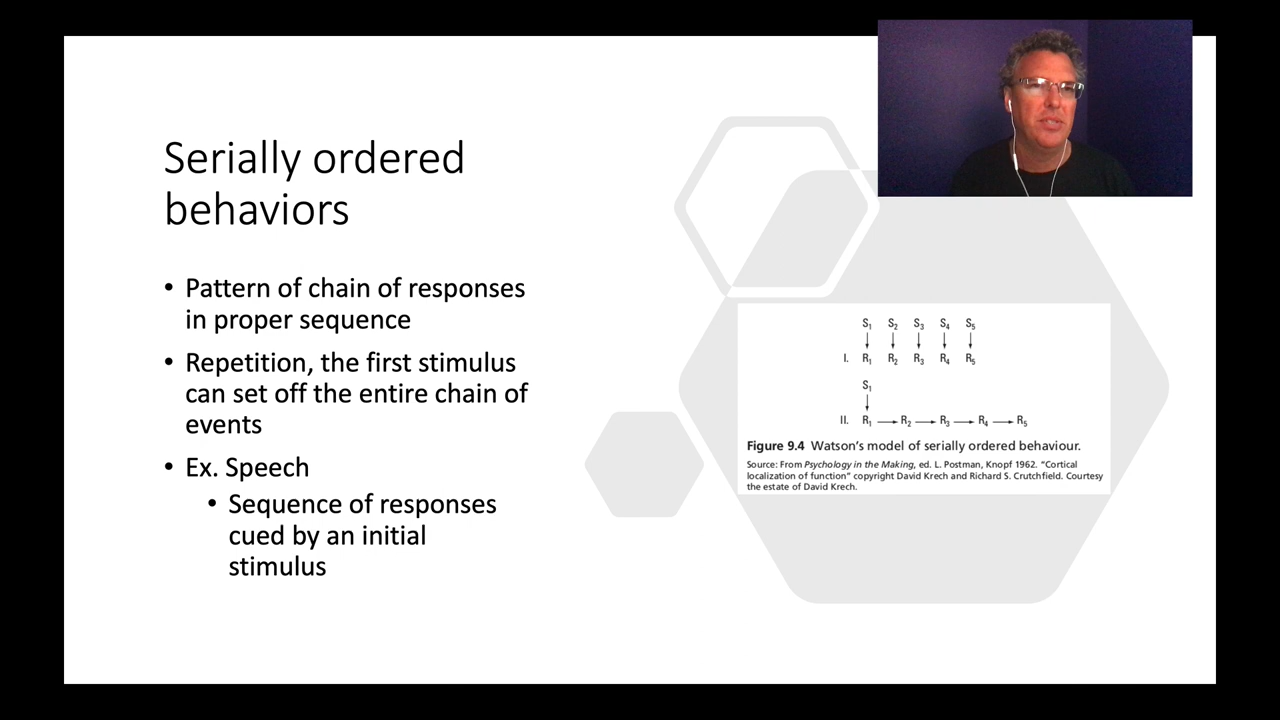 Serially ordered
behaviors
• Pattern of chain of responses
in proper sequence
• Repetition, the first stimulus
can set off the entire chain of
events
• Ex. Speech
• Sequence of responses
cued by an initial
stimulus
S₁ S₂ S₃ S₄ S₅
↓ ↓ ↓ ↓ ↓
I. R₁ R₂ R₃ R₄ R₅
S₁
↓
II. R₁ → R₂ → R₃ → R₄ → R₅
Figure 9.4 Watson's model of serially ordered behaviour.
Source: From Psychology in the Making, ed. L. Postman, Knopf 1962. "Cortical
localization of function" copyright David Krech and Richard S. Crutchfield. Courtesy
the estate of David Krech.